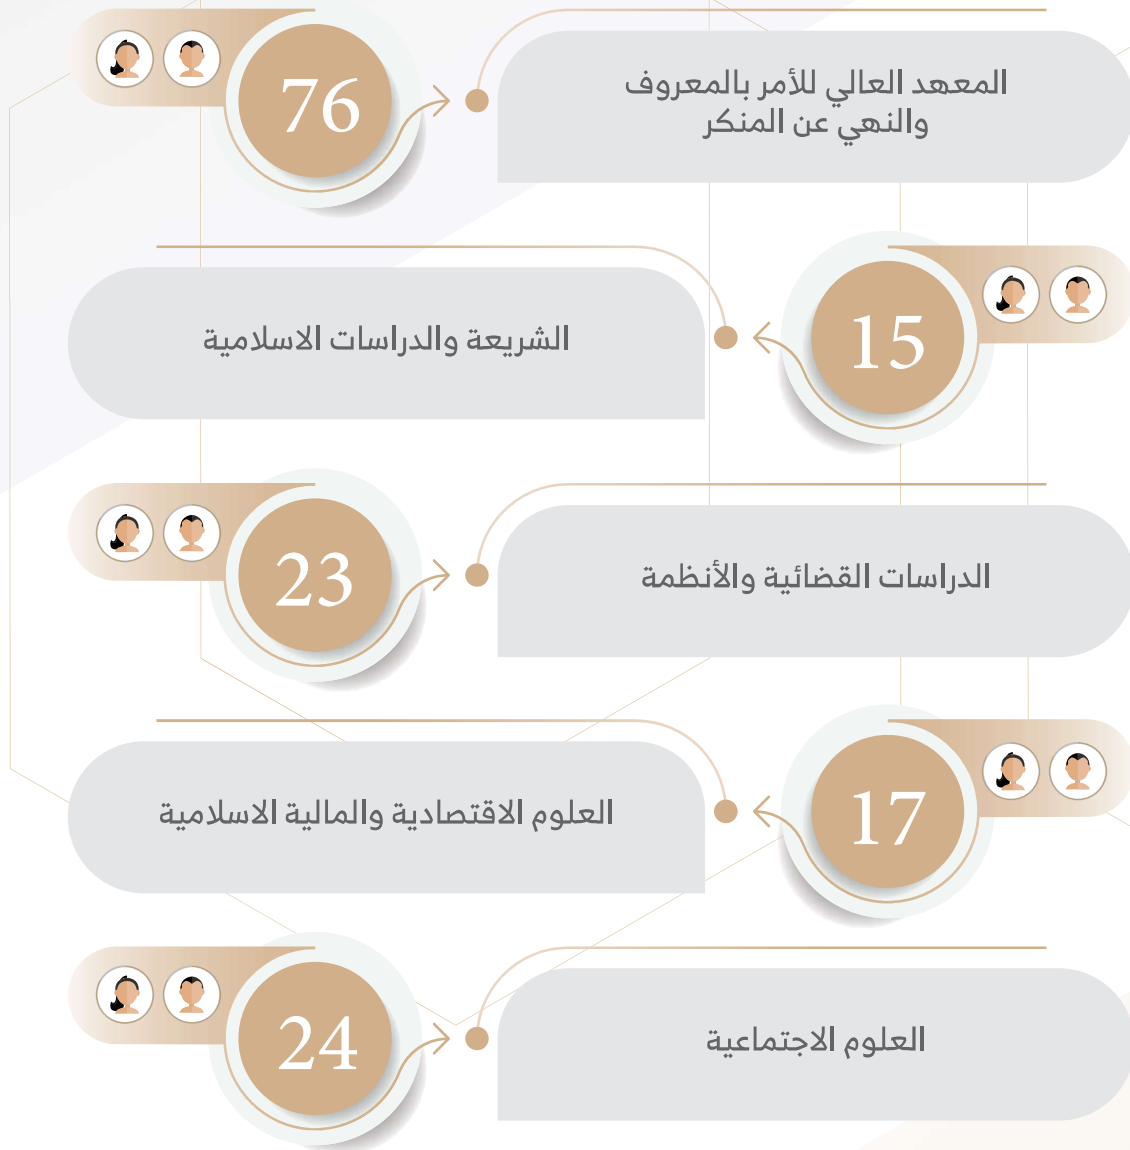 76
المعهد العالي للأمر بالمعروف
والنهي عن المنكر
15
الشريعة والدراسات الاسلامية
23
الدراسات القضائية والأنظمة
17
العلوم الاقتصادية والمالية الاسلامية
24
العلوم الاجتماعية